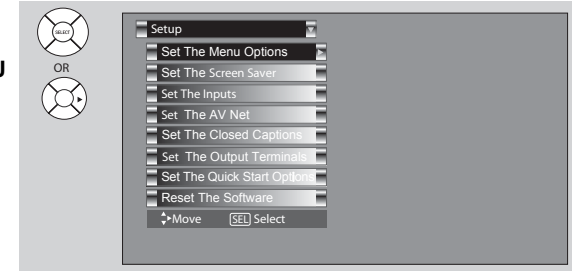 SELECT
U
OR
Setup
Set The Menu Options
Set The Screen Saver
Set The Inputs
Set The AV Net
Set The Closed Captions
Set The Output Terminals
Set The Quick Start Options
Reset The Software
Move SEL Select